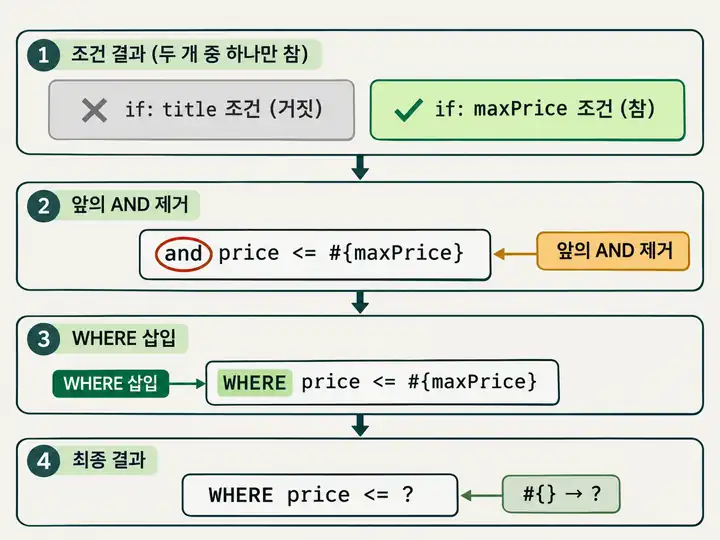 1 조건 결과 (두 개 중 하나만 참)
if: title 조건 (거짓)
if: maxPrice 조건 (참)
2 앞의 AND 제거
and price <= #{maxPrice}
앞의 AND 제거
3 WHERE 삽입
WHERE 삽입
WHERE price <= #{maxPrice}
4 최종 결과
WHERE price <= ?
#{} → ?